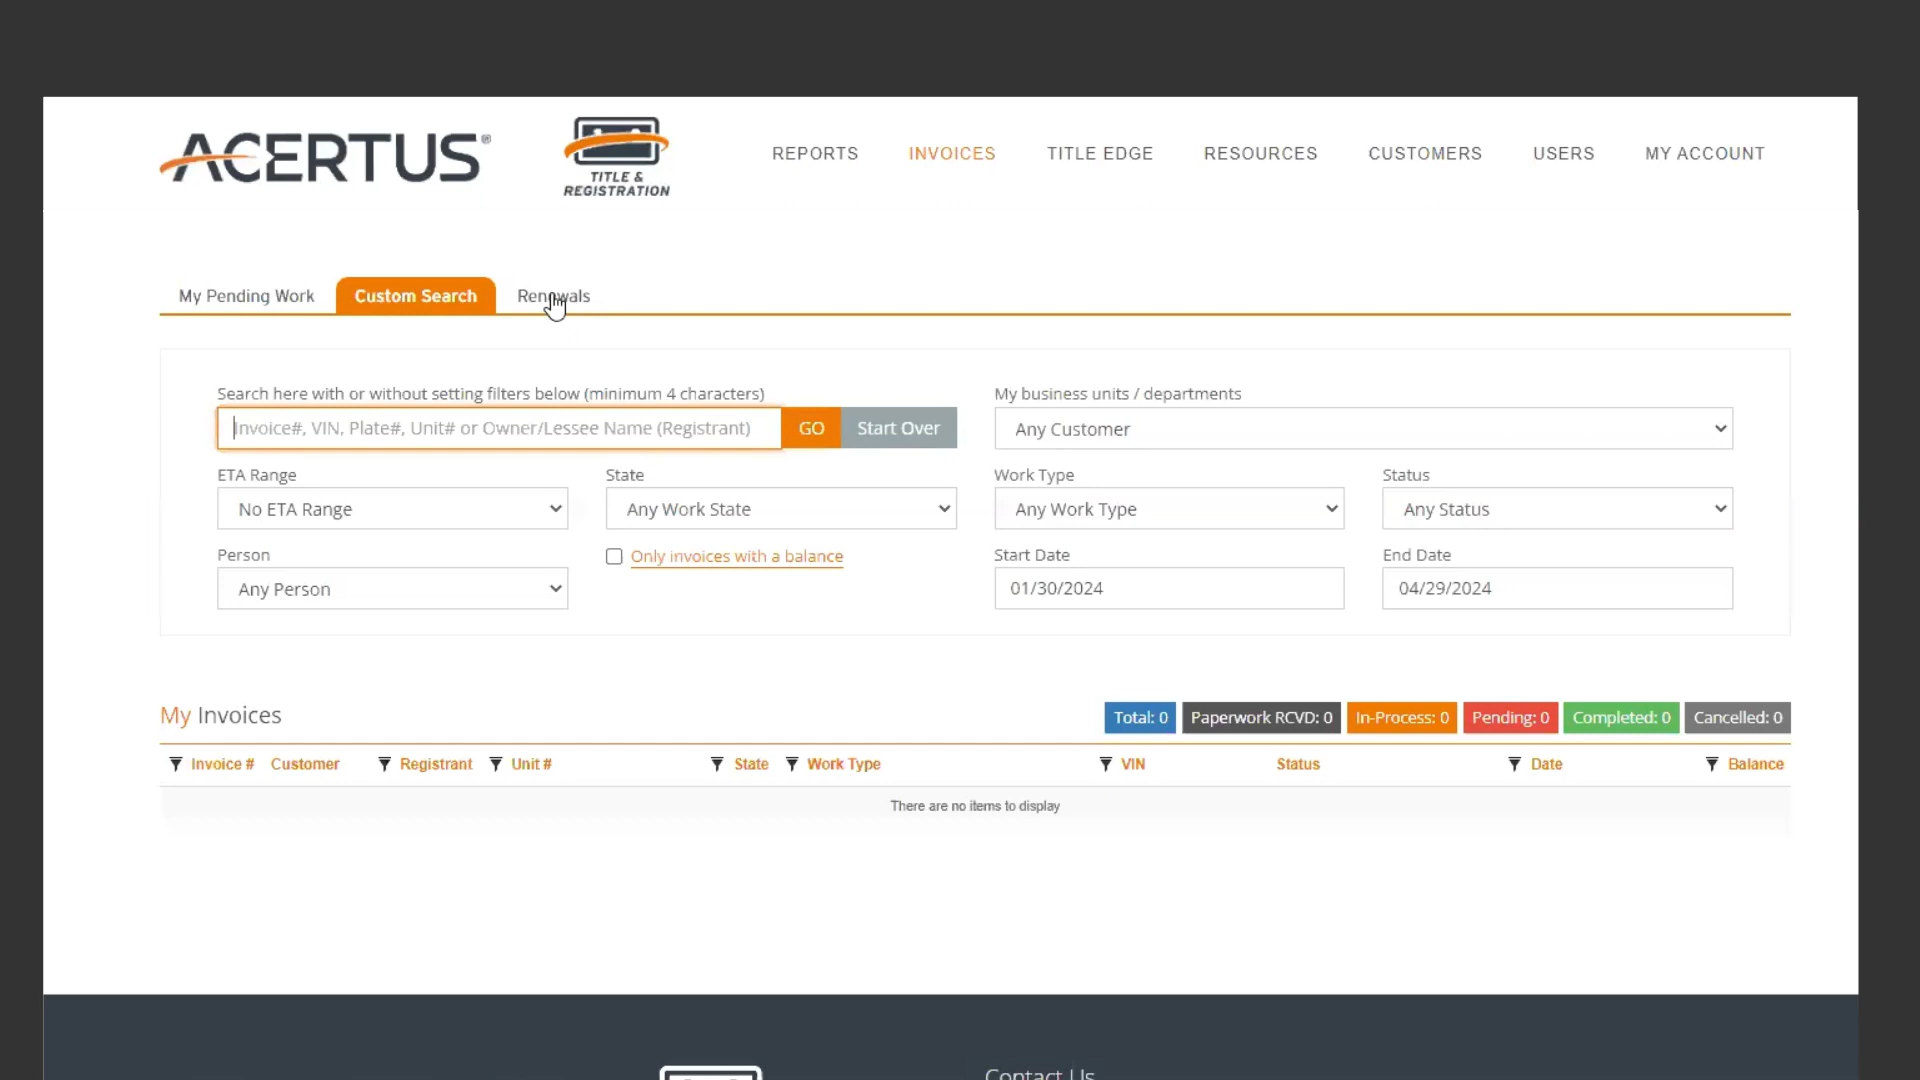 ACERTUS®
TITLE &
REGISTRATION
REPORTS INVOICES TITLE EDGE RESOURCES CUSTOMERS USERS MY ACCOUNT
My Pending Work Custom Search Renewals
Search here with or without setting filters below (minimum 4 characters) My business units / departments
Invoice#, VIN, Plate#, Unit# or Owner/Lessee Name (Registrant) GO Start Over Any Customer
ETA Range State Work Type Status
No ETA Range Any Work State Any Work Type Any Status
Person Only invoices with a balance Start Date End Date
Any Person 01/30/2024 04/29/2024
My Invoices Total: 0 Paperwork RCVD: 0 In-Process: 0 Pending: 0 Completed: 0 Cancelled: 0
Invoice # Customer Registrant Unit # State Work Type VIN Status Date Balance
There are no items to display
Contact Us